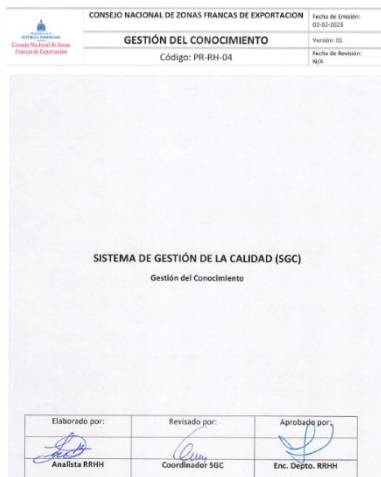 CONSEJO NACIONAL DE ZONAS FRANCAS DE EXPORTACION
Fecha de Emisión:
02-02-2023
REPÚBLICA DOMINICANA
Consejo Nacional de Zonas
Francas de Exportación
GESTIÓN DEL CONOCIMIENTO
Versión: 01
Código: PR-RH-04
Fecha de Revisión:
N/A
SISTEMA DE GESTIÓN DE LA CALIDAD (SGC)
Gestión del Conocimiento
Elaborado por:
Revisado por:
Aprobado por:
Analista RRHH
Coordinador SGC
Enc. Depto. RRHH